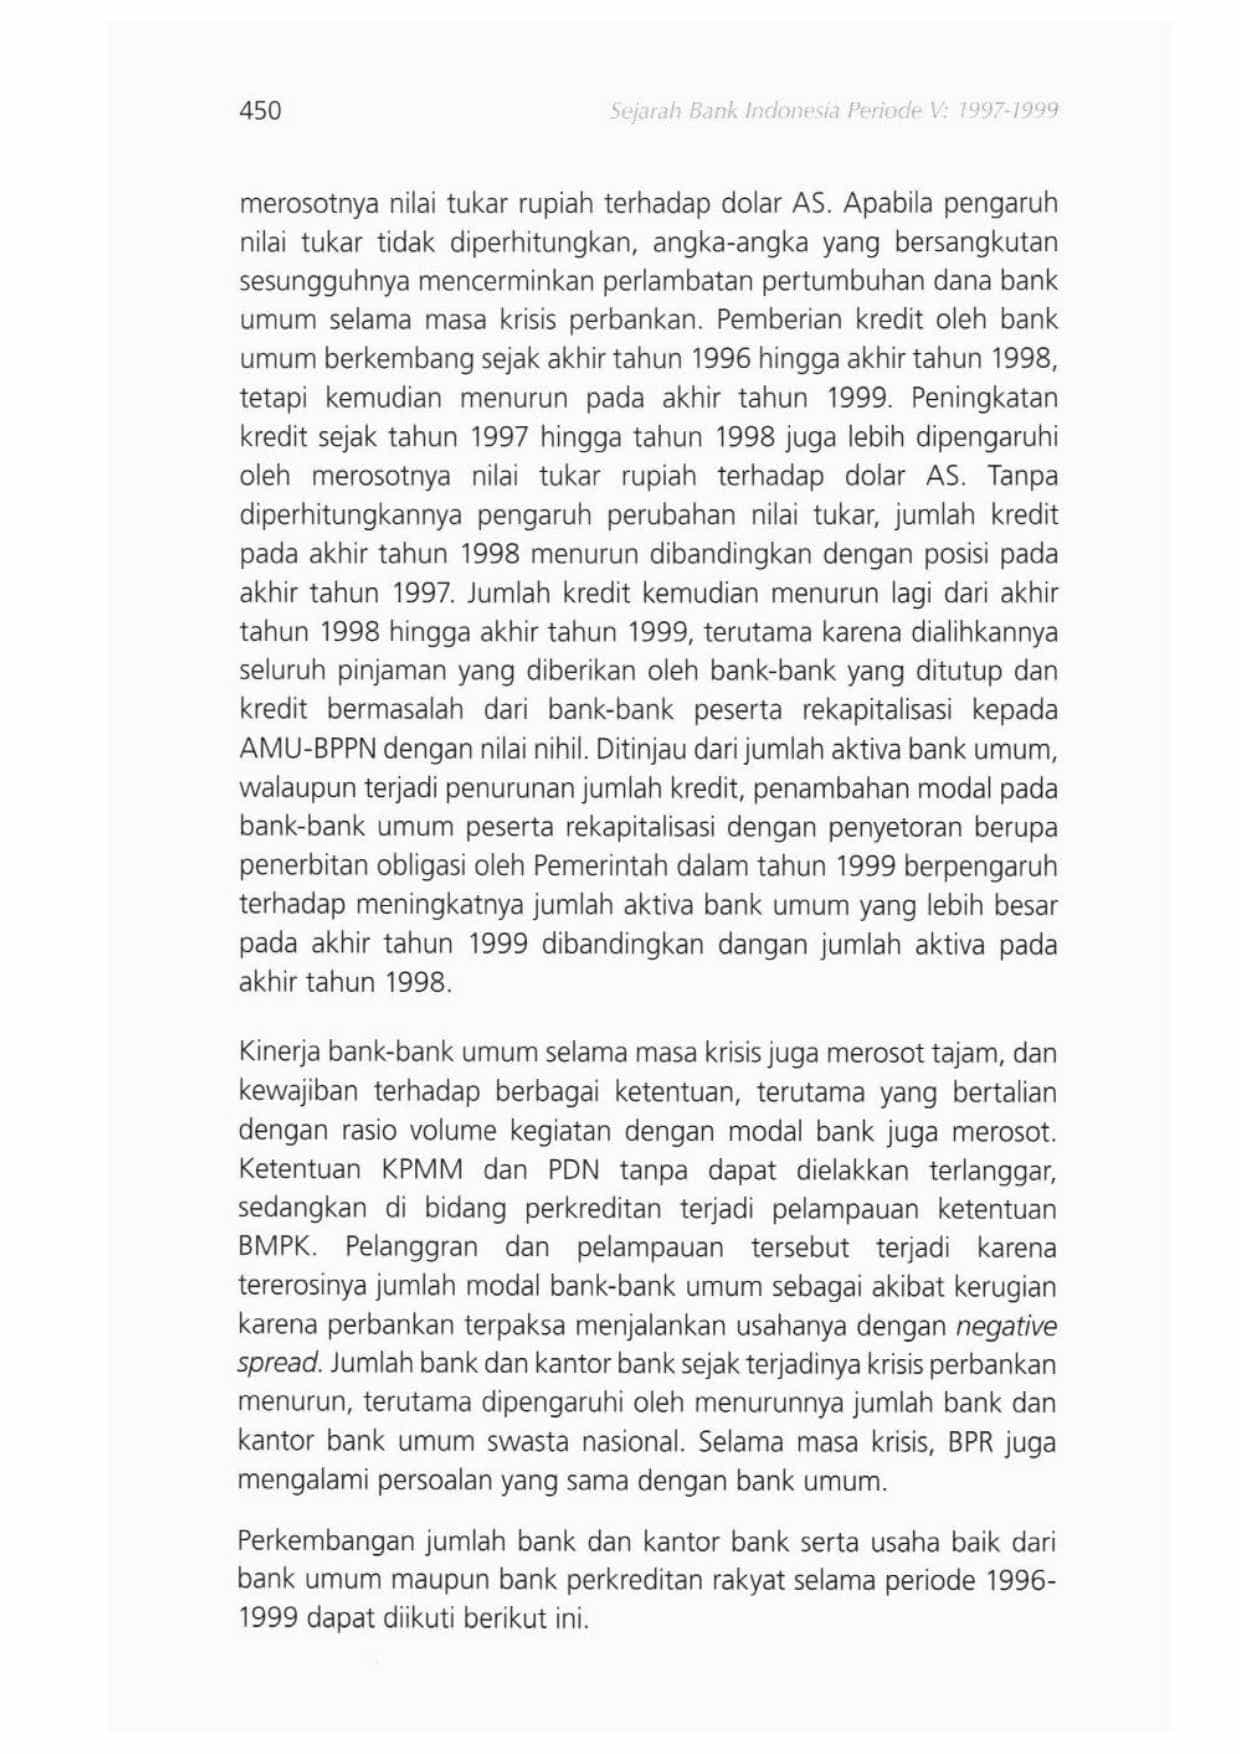 450
Sejarah Bank Indonesia Periode V: 1997-1999
merosotnya nilai tukar rupiah terhadap dolar AS. Apabila pengaruh
nilai tukar tidak diperhitungkan, angka-angka yang bersangkutan
sesungguhnya mencerminkan perlambatan pertumbuhan dana bank
umum selama masa krisis perbankan. Pemberian kredit oleh bank
umum berkembang sejak akhir tahun 1996 hingga akhir tahun 1998,
tetapi kemudian menurun pada akhir tahun 1999. Peningkatan
kredit sejak tahun 1997 hingga tahun 1998 juga lebih dipengaruhi
oleh merosotnya nilai tukar rupiah terhadap dolar AS. Tanpa
diperhitungkannya pengaruh perubahan nilai tukar, jumlah kredit
pada akhir tahun 1998 menurun dibandingkan dengan posisi pada
akhir tahun 1997. Jumlah kredit kemudian menurun lagi dari akhir
tahun 1998 hingga akhir tahun 1999, terutama karena dialihkannya
seluruh pinjaman yang diberikan oleh bank-bank yang ditutup dan
kredit bermasalah dari bank-bank peserta rekapitalisasi kepada
AMU-BPPN dengan nilai nihil. Ditinjau dari jumlah aktiva bank umum,
walaupun terjadi penurunan jumlah kredit, penambahan modal pada
bank-bank umum peserta rekapitalisasi dengan penyetoran berupa
penerbitan obligasi oleh Pemerintah dalam tahun 1999 berpengaruh
terhadap meningkatnya jumlah aktiva bank umum yang lebih besar
pada akhir tahun 1999 dibandingkan dangan jumlah aktiva pada
akhir tahun 1998.
Kinerja bank-bank umum selama masa krisis juga merosot tajam, dan
kewajiban terhadap berbagai ketentuan, terutama yang bertalian
dengan rasio volume kegiatan dengan modal bank juga merosot.
Ketentuan KPMM dan PDN tanpa dapat dielakkan terlanggar,
sedangkan di bidang perkreditan terjadi pelampauan ketentuan
BMPK. Pelanggran dan pelampauan tersebut terjadi karena
tererosinya jumlah modal bank-bank umum sebagai akibat kerugian
karena perbankan terpaksa menjalankan usahanya dengan negative
spread. Jumlah bank dan kantor bank sejak terjadinya krisis perbankan
menurun, terutama dipengaruhi oleh menurunnya jumlah bank dan
kantor bank umum swasta nasional. Selama masa krisis, BPR juga
mengalami persoalan yang sama dengan bank umum.
Perkembangan jumlah bank dan kantor bank serta usaha baik dari
bank umum maupun bank perkreditan rakyat selama periode 1996-
1999 dapat diikuti berikut ini.